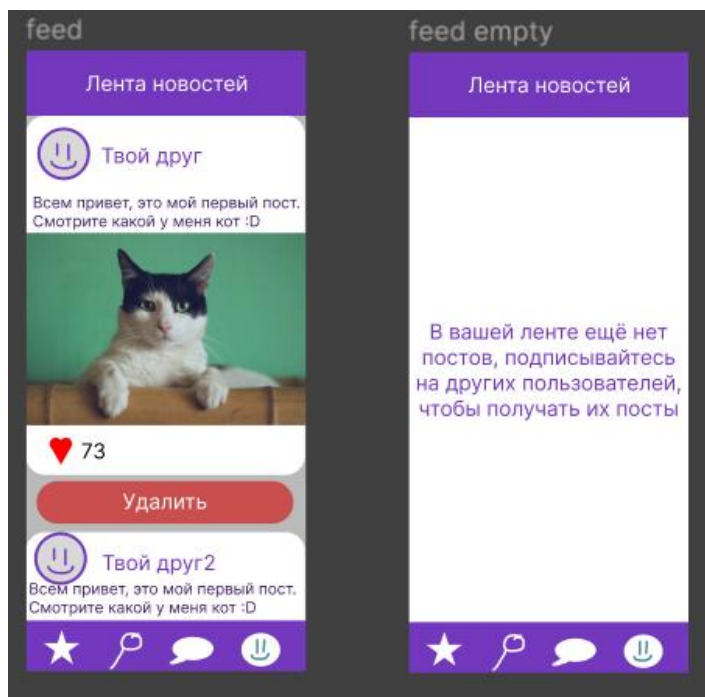 feed
Лента новостей
Твой друг
Всем привет, это мой первый пост.
Смотрите какой у меня кот :D
73
Удалить
Твой друг2
Всем привет, это мой первый пост.
Смотрите какой у меня кот :D
feed empty
Лента новостей
В вашей ленте ещё нет
постов, подписывайтесь
на других пользователей,
чтобы получать их посты